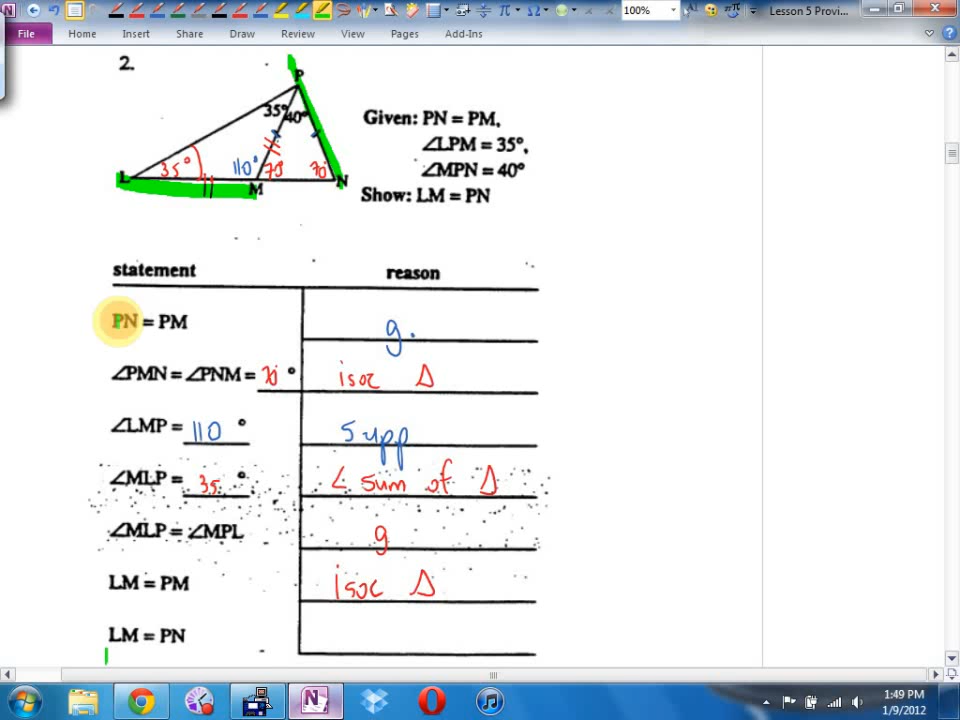 100%
Lesson 5 Provi...
File Home Insert Share Draw Review View Pages Add-Ins
2.
P
35° 40°
35° 110° 70° 70°
L M N
Given: PN = PM,
∠LPM = 35°,
∠MPN = 40°
Show: LM = PN
statement reason
PN = PM g.
∠PMN = ∠PNM = 70° isoc Δ
∠LMP = 110° supp
∠MLP = 35° ∠ sum of Δ
∠MLP = ∠MPL g
LM = PM isoc Δ
LM = PN
1:49 PM
1/9/2012